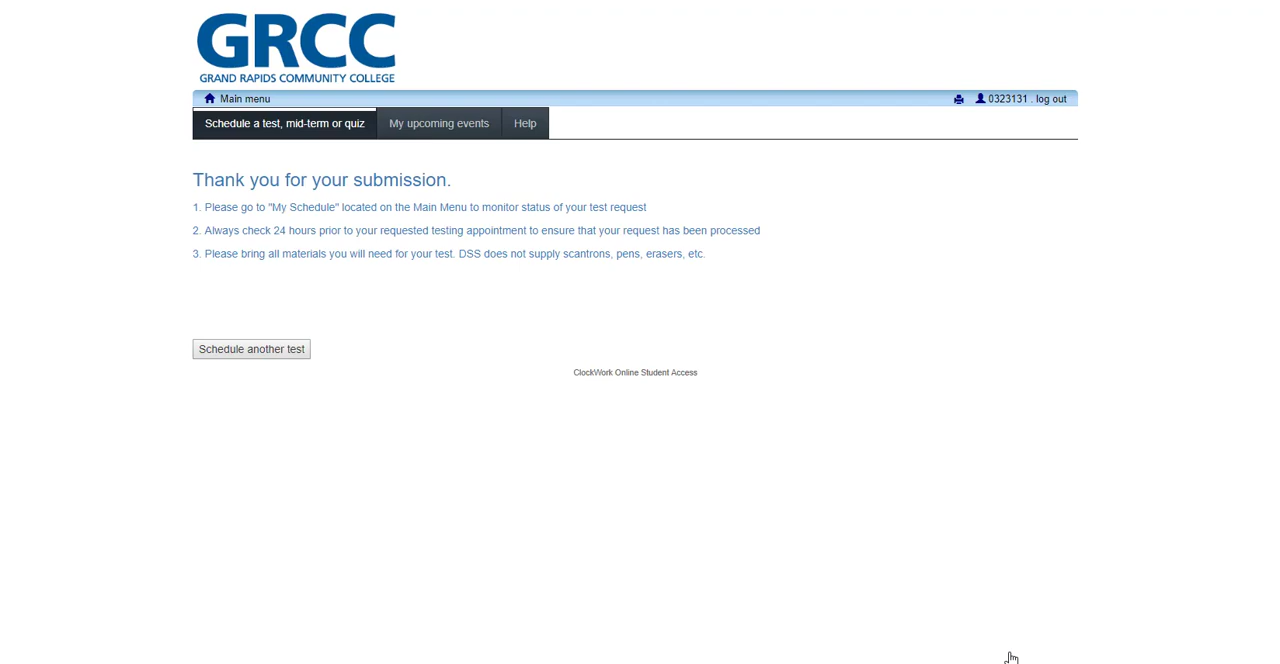 GRCC
GRAND RAPIDS COMMUNITY COLLEGE
Main menu
0323131 . log out
Schedule a test, mid-term or quiz
My upcoming events
Help
Thank you for your submission.
1. Please go to "My Schedule" located on the Main Menu to monitor status of your test request
2. Always check 24 hours prior to your requested testing appointment to ensure that your request has been processed
3. Please bring all materials you will need for your test. DSS does not supply scantrons, pens, erasers, etc.
Schedule another test
ClockWork Online Student Access